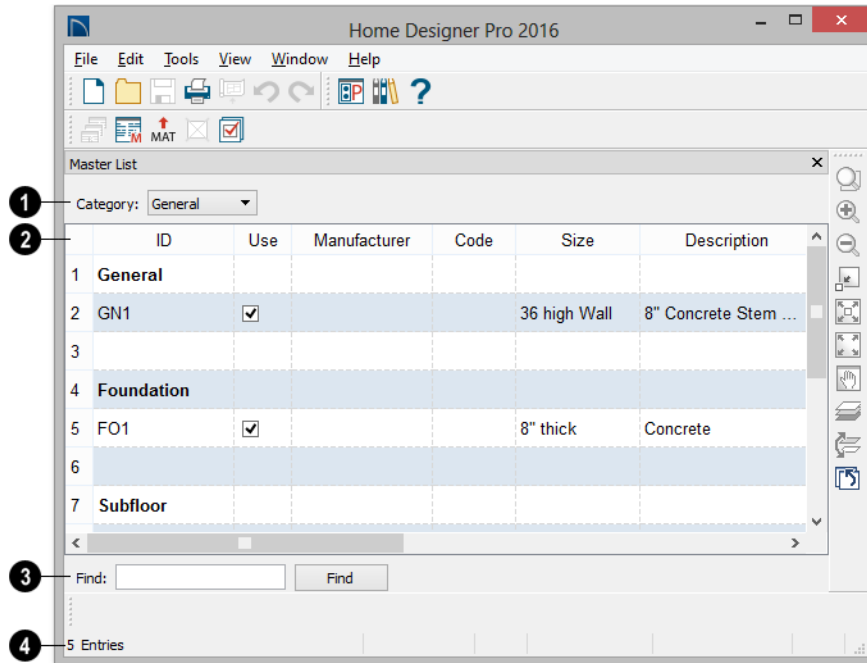 Home Designer Pro 2016
File Edit Tools View Window Help
P ?
M MAT
Master List
1 Category: General
2 ID Use Manufacturer Code Size Description
1 General
2 GN1 36 high Wall 8" Concrete Stem ...
3
4 Foundation
5 FO1 8" thick Concrete
6
7 Subfloor
3 Find: Find
4 5 Entries